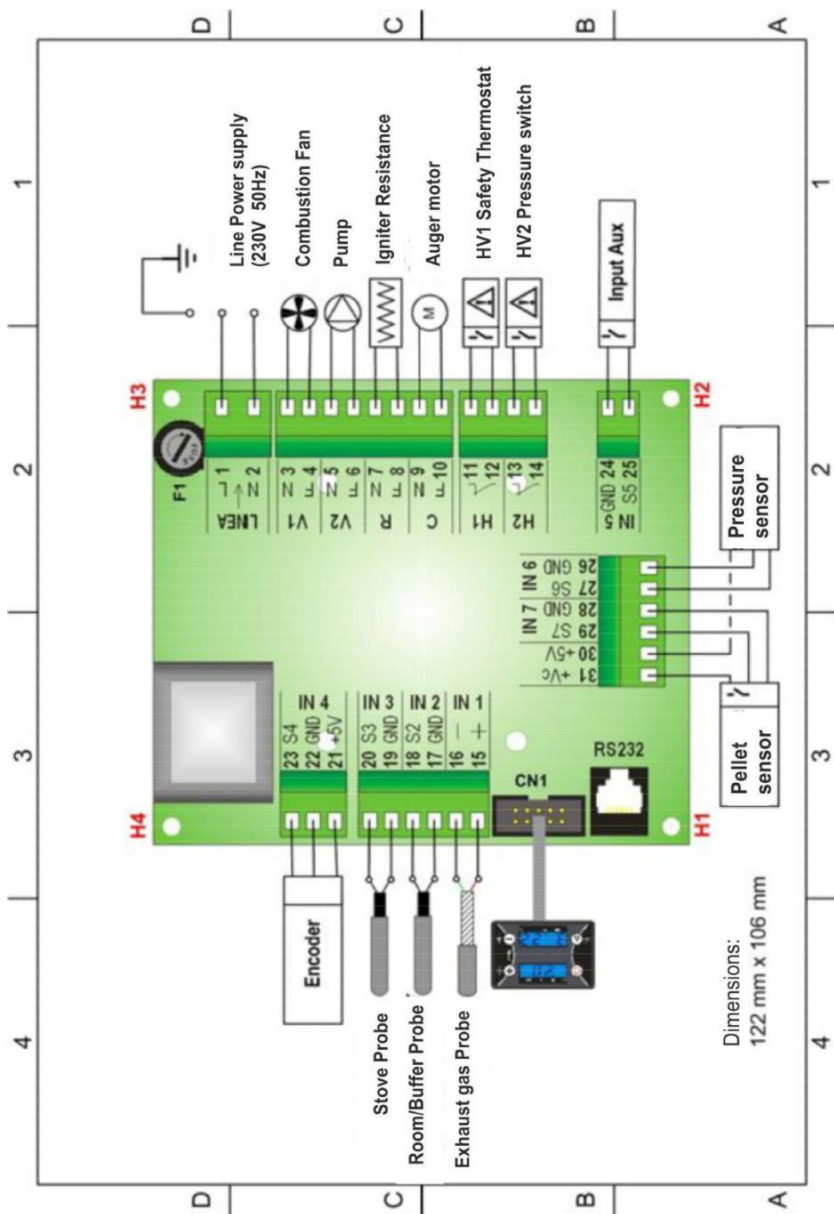 D
C
B
A
1
2
3
4
Line Power supply
(230V 50Hz)
Combustion Fan
Pump
Igniter Resistance
M
Auger motor
HV1 Safety Thermostat
HV2 Pressure switch
Input Aux
H3
H2
F1
1 L
2 N
LINEA
3 N
4 F
V1
5 N
6 F
V2
7 N
8 F
R
9 N
10 F
C
11
12
H1
13
14
H2
GND 24
S5 25
IN 5
IN 6
26 GND
27 S6
IN 7
28 GND
29 S7
30 +5V
31 +Vc
Pressure
sensor
Pellet
sensor
IN 4
23 S4
22 GND
21 +5V
IN 3
20 S3
19 GND
IN 2
18 S2
17 GND
IN 1
16 -
15 +
CN1
RS232
H4
H1
Encoder
Stove Probe
Room/Buffer Probe
Exhaust gas Probe
Dimensions:
122 mm x 106 mm
D
C
B
A
1
2
3
4